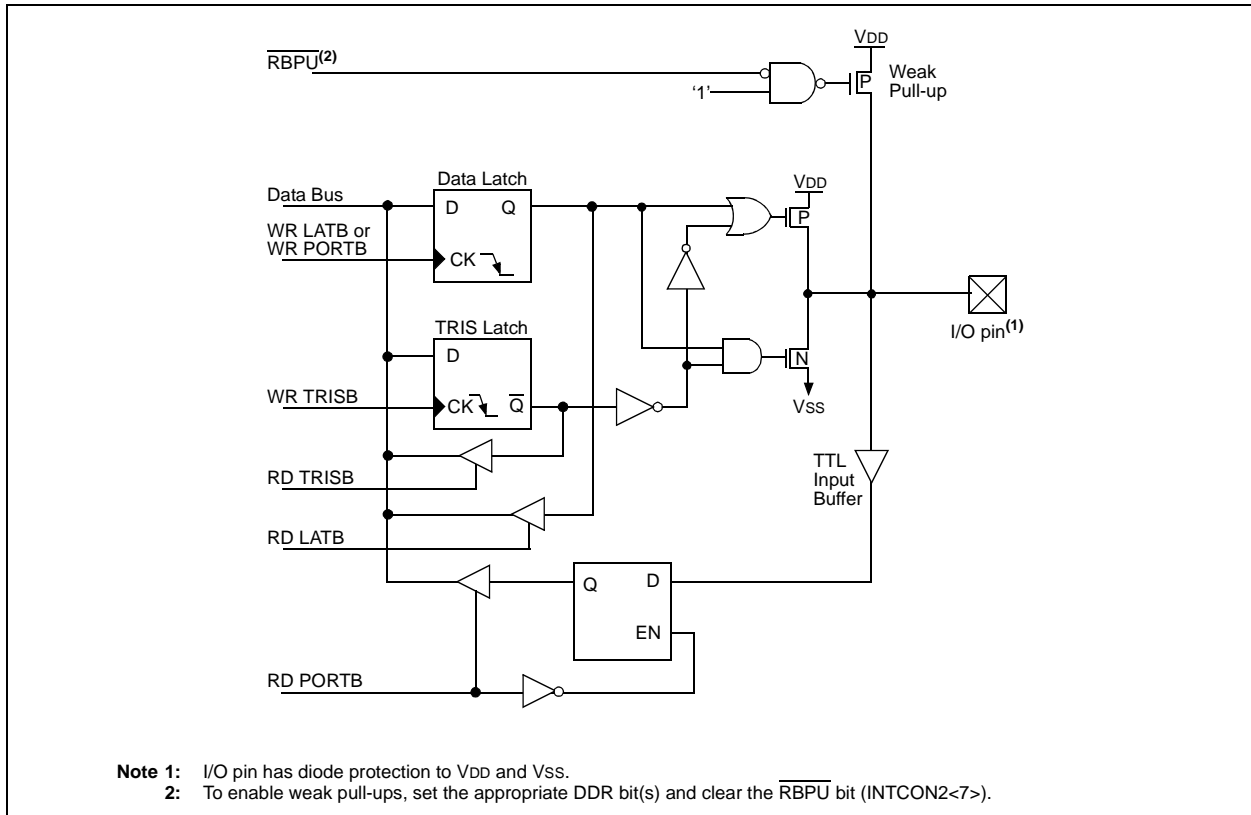 RBPU(2)
VDD
Weak
Pull-up
P
'1'
Data Bus
Data Latch
D Q
WR LATB or
WR PORTB
CK
VDD
P
I/O pin(1)
TRIS Latch
D
WR TRISB
CK Q
N
VSS
RD TRISB
TTL
Input
Buffer
RD LATB
Q D
EN
RD PORTB
Note 1: I/O pin has diode protection to VDD and VSS.
2: To enable weak pull-ups, set the appropriate DDR bit(s) and clear the RBPU bit (INTCON2<7>).